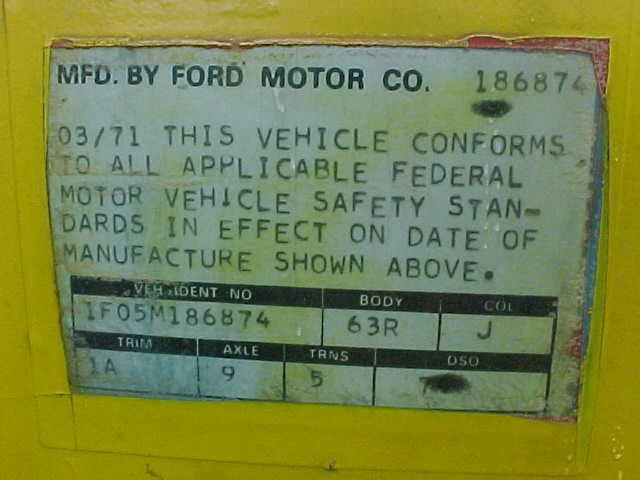 MFD. BY FORD MOTOR CO. 186874
03/71 THIS VEHICLE CONFORMS
TO ALL APPLICABLE FEDERAL
MOTOR VEHICLE SAFETY STAN-
DARDS IN EFFECT ON DATE OF
MANUFACTURE SHOWN ABOVE.
VEH. IDENT NO BODY COL
1F05M186874 63R J
TRIM AXLE TRNS DSO
1A 9 5